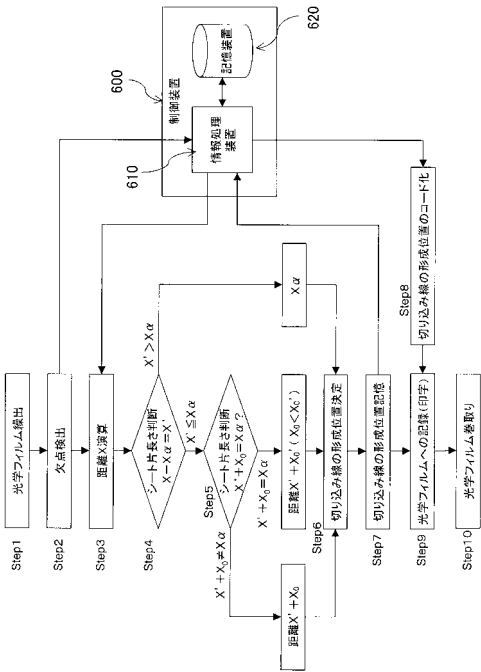 Step1
光学フィルム繰出
Step2
欠点検出
Step3
距離X演算
Step4
シート片長さ判断
X−Xα=X'
X'>Xα
X'≦Xα
Step5
シート片長さ判断
X'+X₀=Xα?
X'+X₀≠Xα
X'+X₀=Xα
距離X'+X₀
距離X'+X₀' (X₀<X₀')
Xα
Step6
切り込み線の形成位置決定
Step7
切り込み線の形成位置記憶
Step8
切り込み線の形成位置のコード化
Step9
光学フィルムへの記録(印字)
Step10
光学フィルム巻取り
600
制御装置
610
情報処理
装置
記憶装置
620